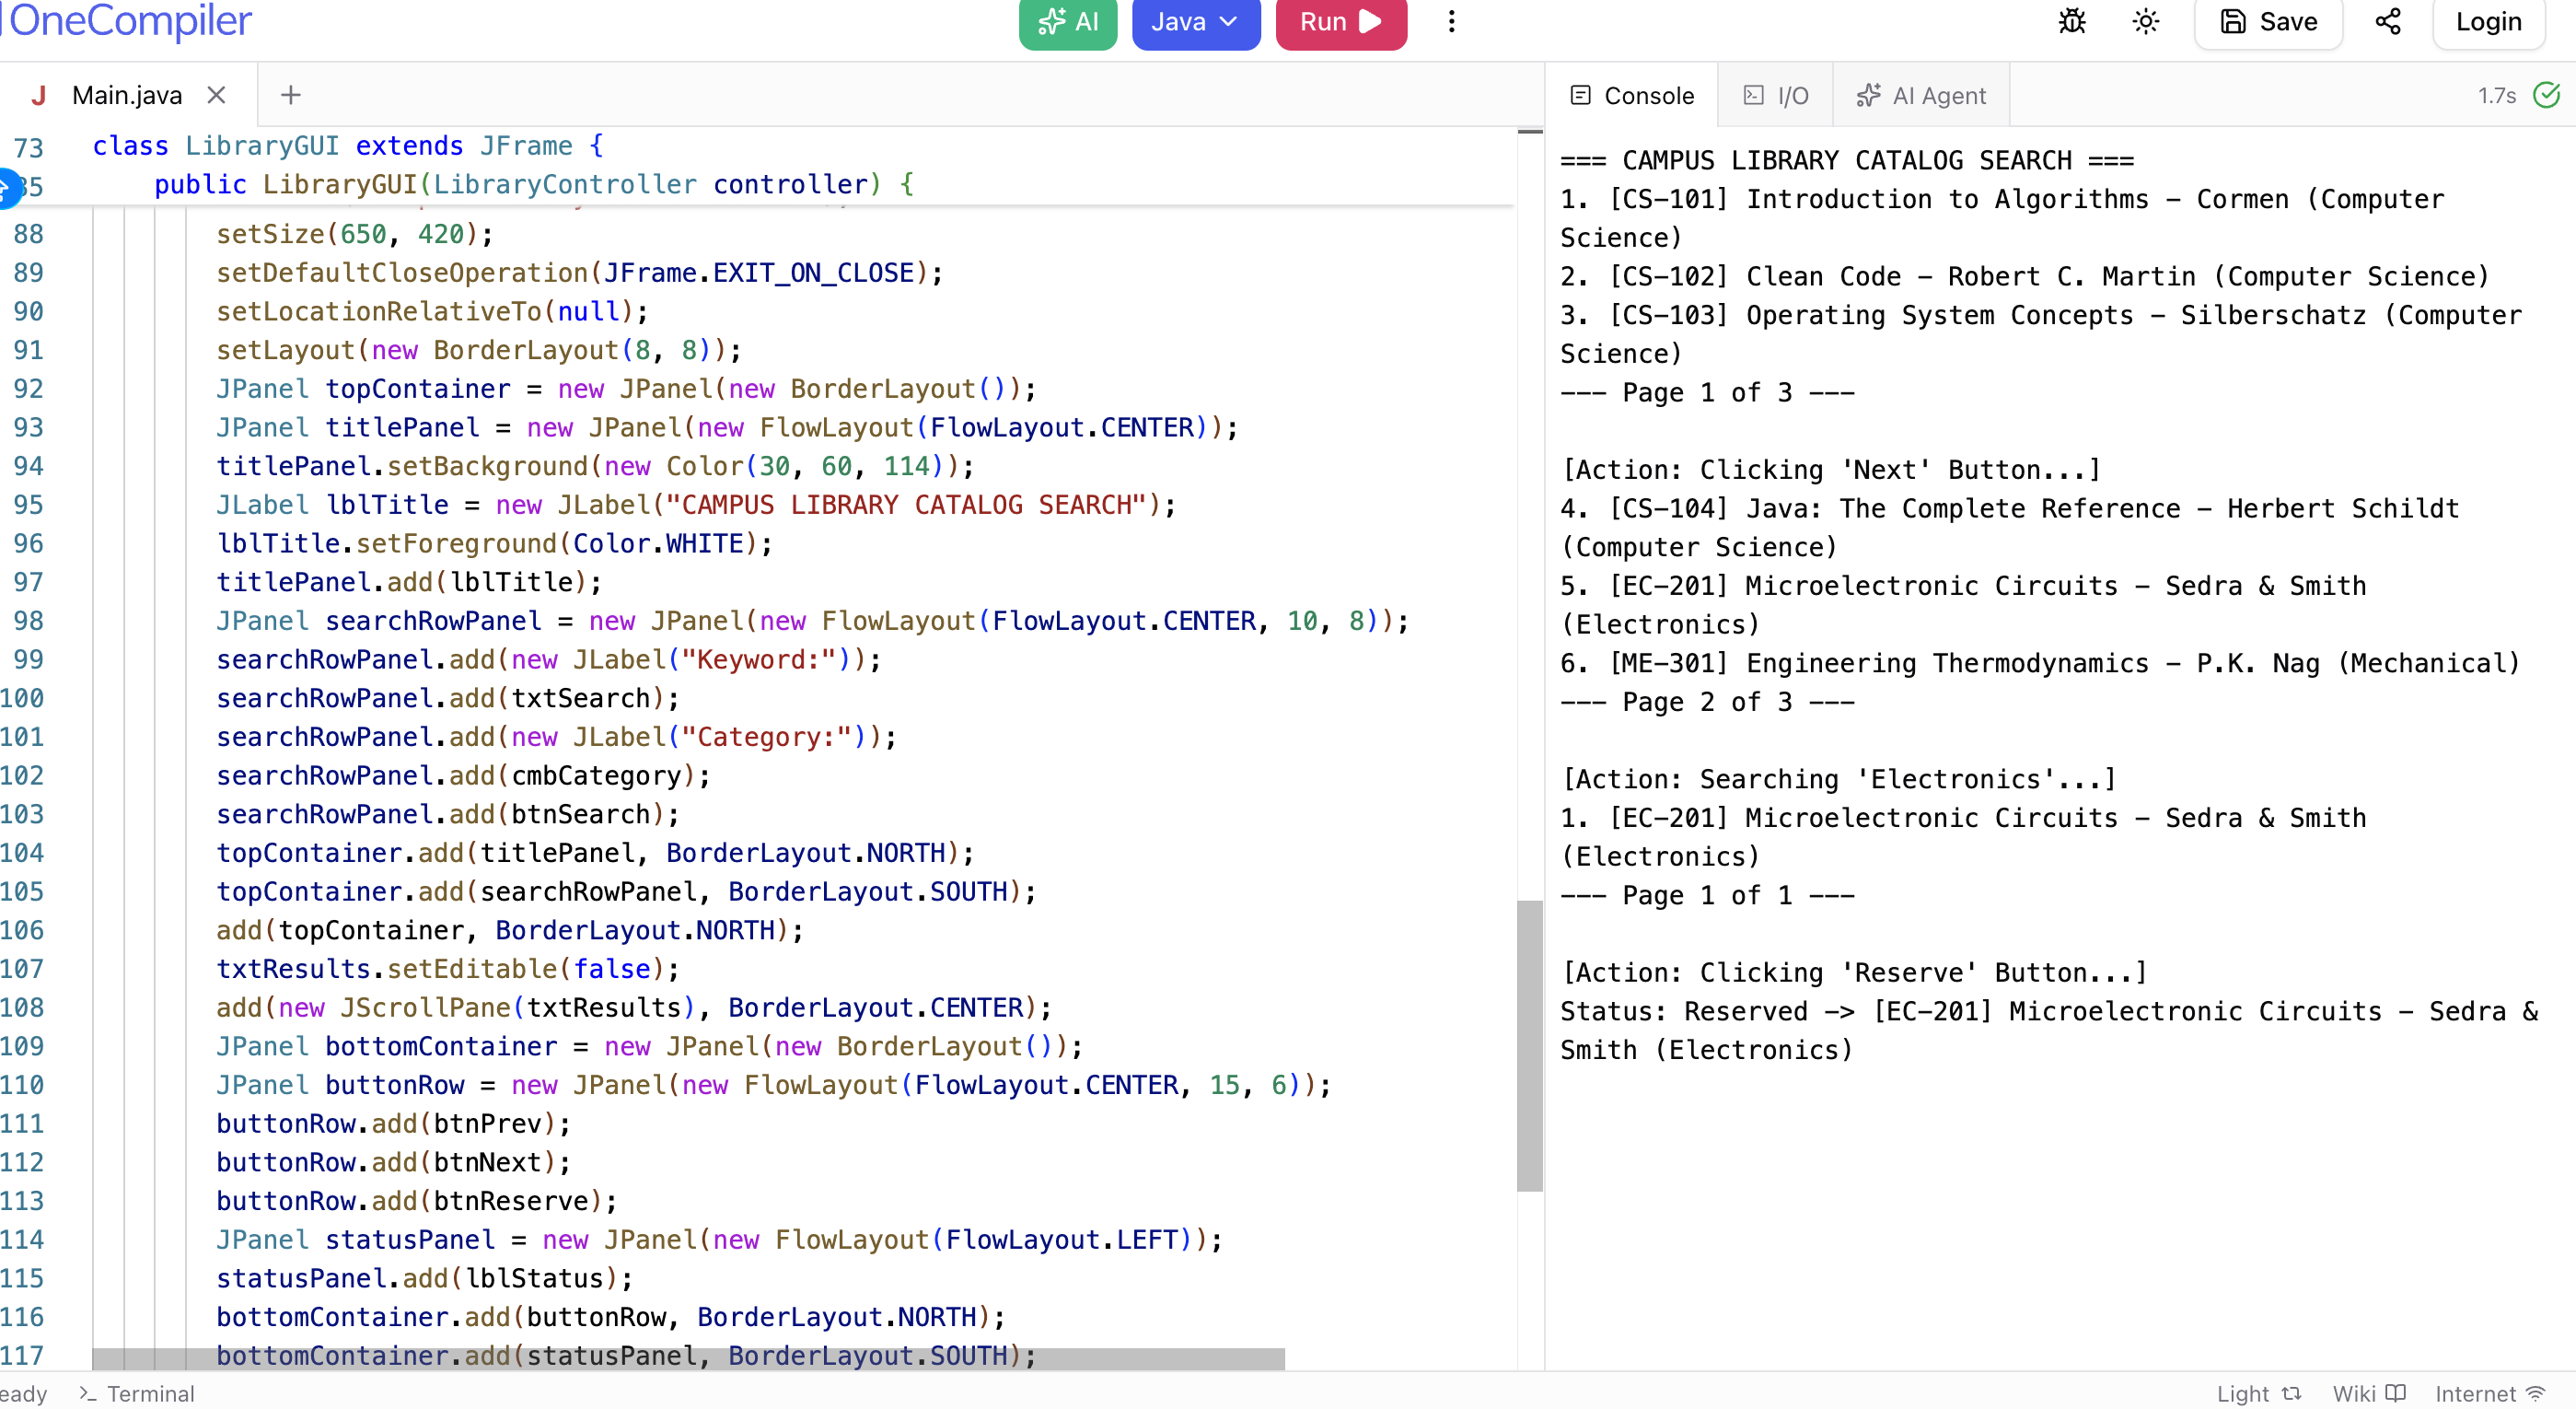 OneCompiler
AI
Java
Run
Save
Login
J Main.java
Console
I/O
AI Agent
1.7s
73 class LibraryGUI extends JFrame {
85 public LibraryGUI(LibraryController controller) {
88 setSize(650, 420);
89 setDefaultCloseOperation(JFrame.EXIT_ON_CLOSE);
90 setLocationRelativeTo(null);
91 setLayout(new BorderLayout(8, 8));
92 JPanel topContainer = new JPanel(new BorderLayout());
93 JPanel titlePanel = new JPanel(new FlowLayout(FlowLayout.CENTER));
94 titlePanel.setBackground(new Color(30, 60, 114));
95 JLabel lblTitle = new JLabel("CAMPUS LIBRARY CATALOG SEARCH");
96 lblTitle.setForeground(Color.WHITE);
97 titlePanel.add(lblTitle);
98 JPanel searchRowPanel = new JPanel(new FlowLayout(FlowLayout.CENTER, 10, 8));
99 searchRowPanel.add(new JLabel("Keyword:"));
100 searchRowPanel.add(txtSearch);
101 searchRowPanel.add(new JLabel("Category:"));
102 searchRowPanel.add(cmbCategory);
103 searchRowPanel.add(btnSearch);
104 topContainer.add(titlePanel, BorderLayout.NORTH);
105 topContainer.add(searchRowPanel, BorderLayout.SOUTH);
106 add(topContainer, BorderLayout.NORTH);
107 txtResults.setEditable(false);
108 add(new JScrollPane(txtResults), BorderLayout.CENTER);
109 JPanel bottomContainer = new JPanel(new BorderLayout());
110 JPanel buttonRow = new JPanel(new FlowLayout(FlowLayout.CENTER, 15, 6));
111 buttonRow.add(btnPrev);
112 buttonRow.add(btnNext);
113 buttonRow.add(btnReserve);
114 JPanel statusPanel = new JPanel(new FlowLayout(FlowLayout.LEFT));
115 statusPanel.add(lblStatus);
116 bottomContainer.add(buttonRow, BorderLayout.NORTH);
117 bottomContainer.add(statusPanel, BorderLayout.SOUTH);
=== CAMPUS LIBRARY CATALOG SEARCH ===
1. [CS-101] Introduction to Algorithms - Cormen (Computer
Science)
2. [CS-102] Clean Code - Robert C. Martin (Computer Science)
3. [CS-103] Operating System Concepts - Silberschatz (Computer
Science)
--- Page 1 of 3 ---
[Action: Clicking 'Next' Button...]
4. [CS-104] Java: The Complete Reference - Herbert Schildt
(Computer Science)
5. [EC-201] Microelectronic Circuits - Sedra & Smith
(Electronics)
6. [ME-301] Engineering Thermodynamics - P.K. Nag (Mechanical)
--- Page 2 of 3 ---
[Action: Searching 'Electronics'...]
1. [EC-201] Microelectronic Circuits - Sedra & Smith
(Electronics)
--- Page 1 of 1 ---
[Action: Clicking 'Reserve' Button...]
Status: Reserved -> [EC-201] Microelectronic Circuits - Sedra &
Smith (Electronics)
eady
Terminal
Light
Wiki
Internet